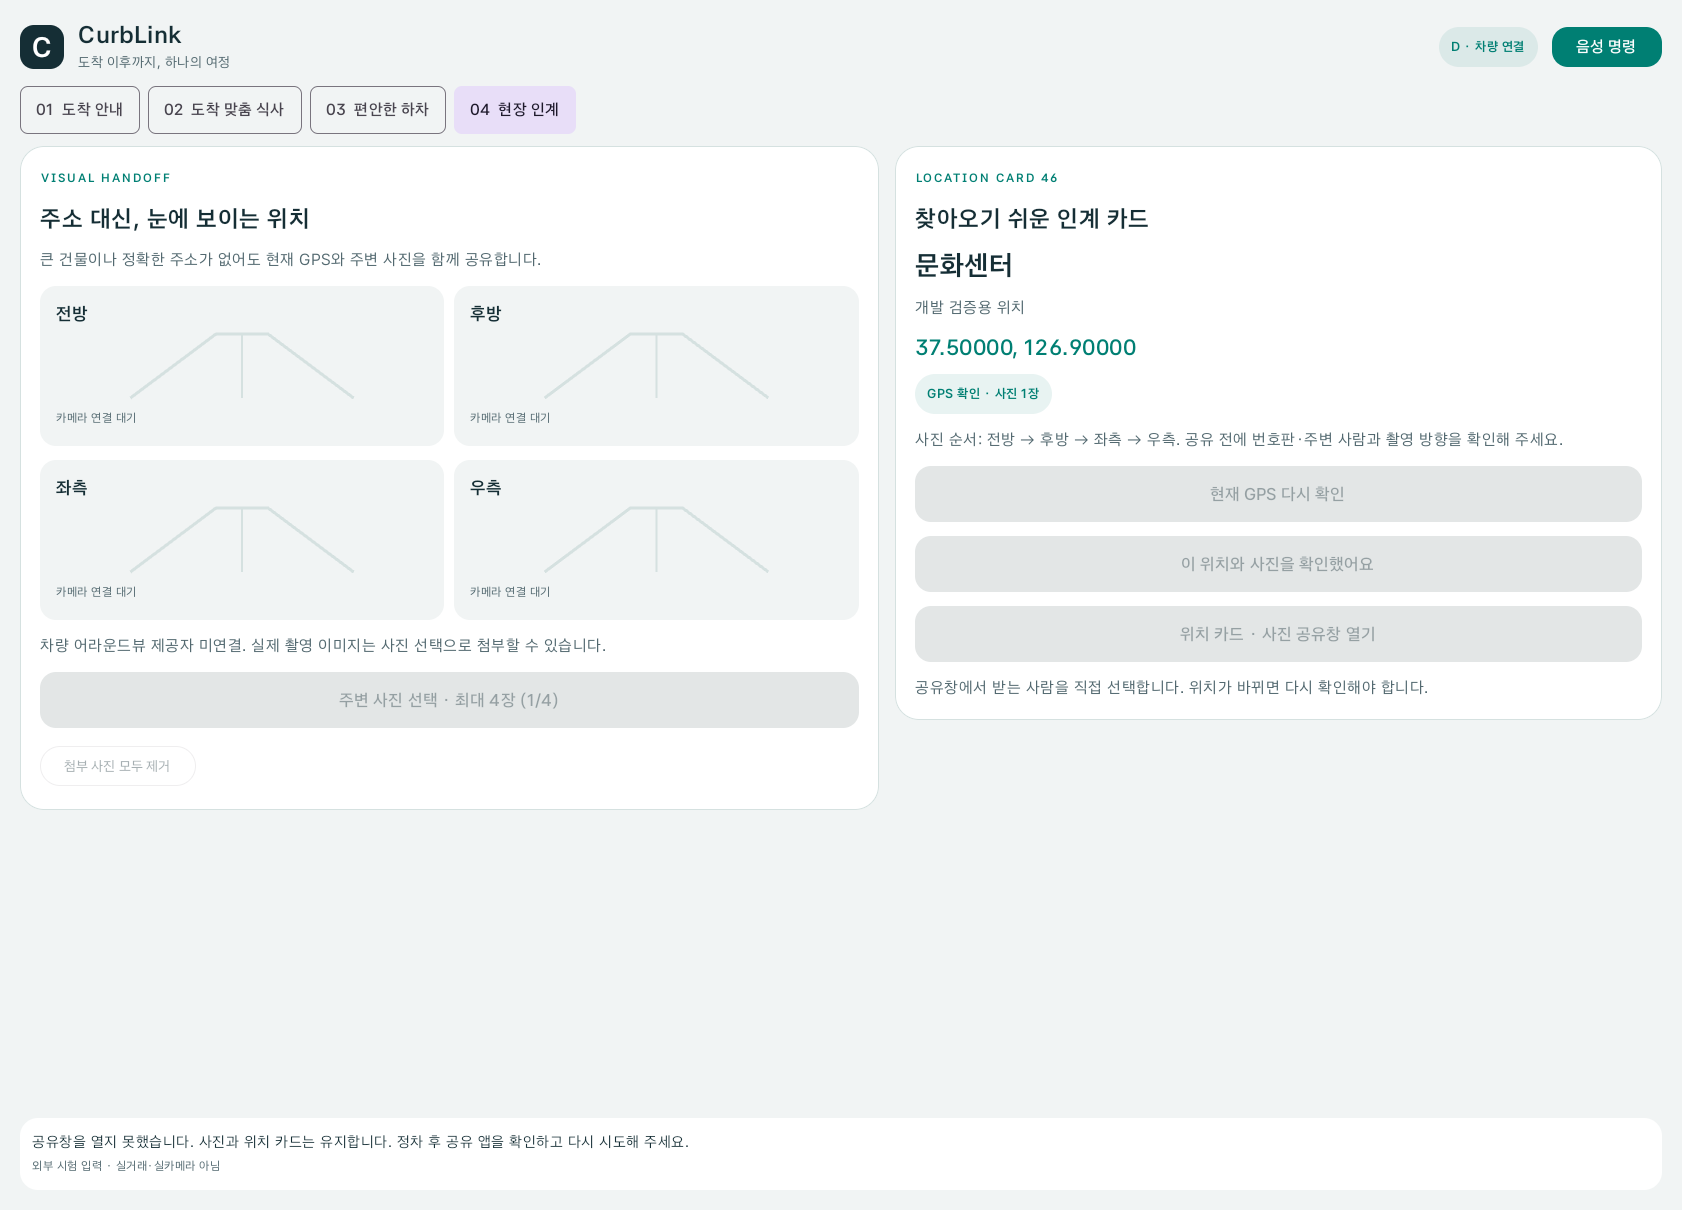 C
CurbLink
도착 이후까지, 하나의 여정
D · 차량 연결
음성 명령
01 도착 안내
02 도착 맞춤 식사
03 편안한 하차
04 현장 인계
VISUAL HANDOFF
주소 대신, 눈에 보이는 위치
큰 건물이나 정확한 주소가 없어도 현재 GPS와 주변 사진을 함께 공유합니다.
전방
카메라 연결 대기
후방
카메라 연결 대기
좌측
카메라 연결 대기
우측
카메라 연결 대기
차량 어라운드뷰 제공자 미연결. 실제 촬영 이미지는 사진 선택으로 첨부할 수 있습니다.
주변 사진 선택 · 최대 4장 (1/4)
첨부 사진 모두 제거
LOCATION CARD 46
찾아오기 쉬운 인계 카드
문화센터
개발 검증용 위치
37.50000, 126.90000
GPS 확인 · 사진 1장
사진 순서: 전방 → 후방 → 좌측 → 우측. 공유 전에 번호판·주변 사람과 촬영 방향을 확인해 주세요.
현재 GPS 다시 확인
이 위치와 사진을 확인했어요
위치 카드 · 사진 공유창 열기
공유창에서 받는 사람을 직접 선택합니다. 위치가 바뀌면 다시 확인해야 합니다.
공유창을 열지 못했습니다. 사진과 위치 카드는 유지합니다. 정차 후 공유 앱을 확인하고 다시 시도해 주세요.
외부 시험 입력 · 실거래·실카메라 아님